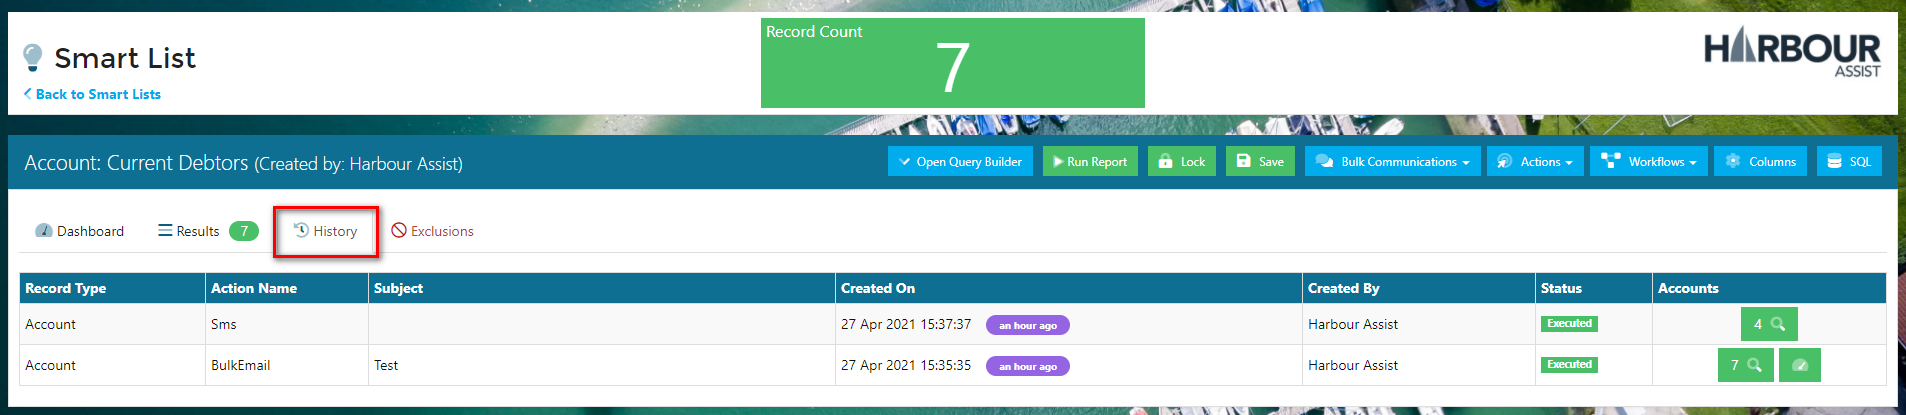 Smart List
Back to Smart Lists
Record Count
7
HARBOUR
ASSIST
Account: Current Debtors (Created by: Harbour Assist)
Open Query Builder
Run Report
Lock
Save
Bulk Communications
Actions
Workflows
Columns
SQL
Dashboard
Results 7
History
Exclusions
Record Type Action Name Subject Created On Created By Status Accounts
Account Sms 27 Apr 2021 15:37:37 an hour ago Harbour Assist Executed 4
Account BulkEmail Test 27 Apr 2021 15:35:35 an hour ago Harbour Assist Executed 7